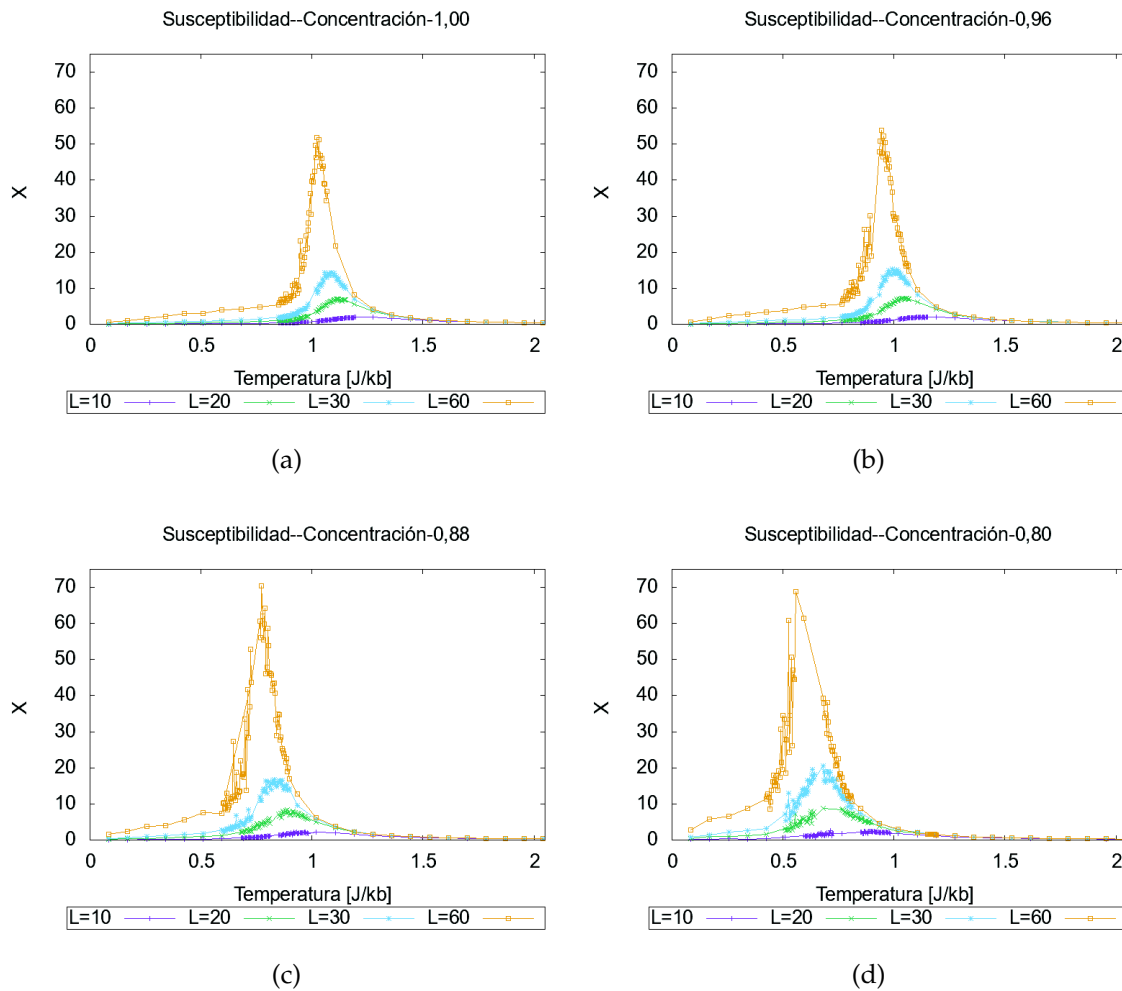 Susceptibilidad--Concentración-1,00
70
60
50
40
30
20
10
0
X
0 0.5 1 1.5 2
Temperatura [J/kb]
L=10 L=20 L=30 L=60
(a)
Susceptibilidad--Concentración-0,96
70
60
50
40
30
20
10
0
X
0 0.5 1 1.5 2
Temperatura [J/kb]
L=10 L=20 L=30 L=60
(b)
Susceptibilidad--Concentración-0,88
70
60
50
40
30
20
10
0
X
0 0.5 1 1.5 2
Temperatura [J/kb]
L=10 L=20 L=30 L=60
(c)
Susceptibilidad--Concentración-0,80
70
60
50
40
30
20
10
0
X
0 0.5 1 1.5 2
Temperatura [J/kb]
L=10 L=20 L=30 L=60
(d)